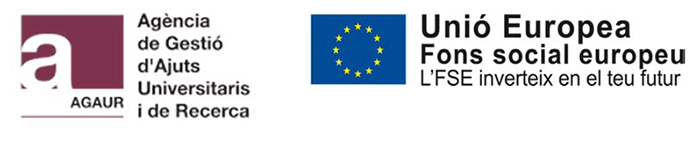 a
AGAUR
Agència
de Gestió
d'Ajuts
Universitaris
i de Recerca
Unió Europea
Fons social europeu
L'FSE inverteix en el teu futur